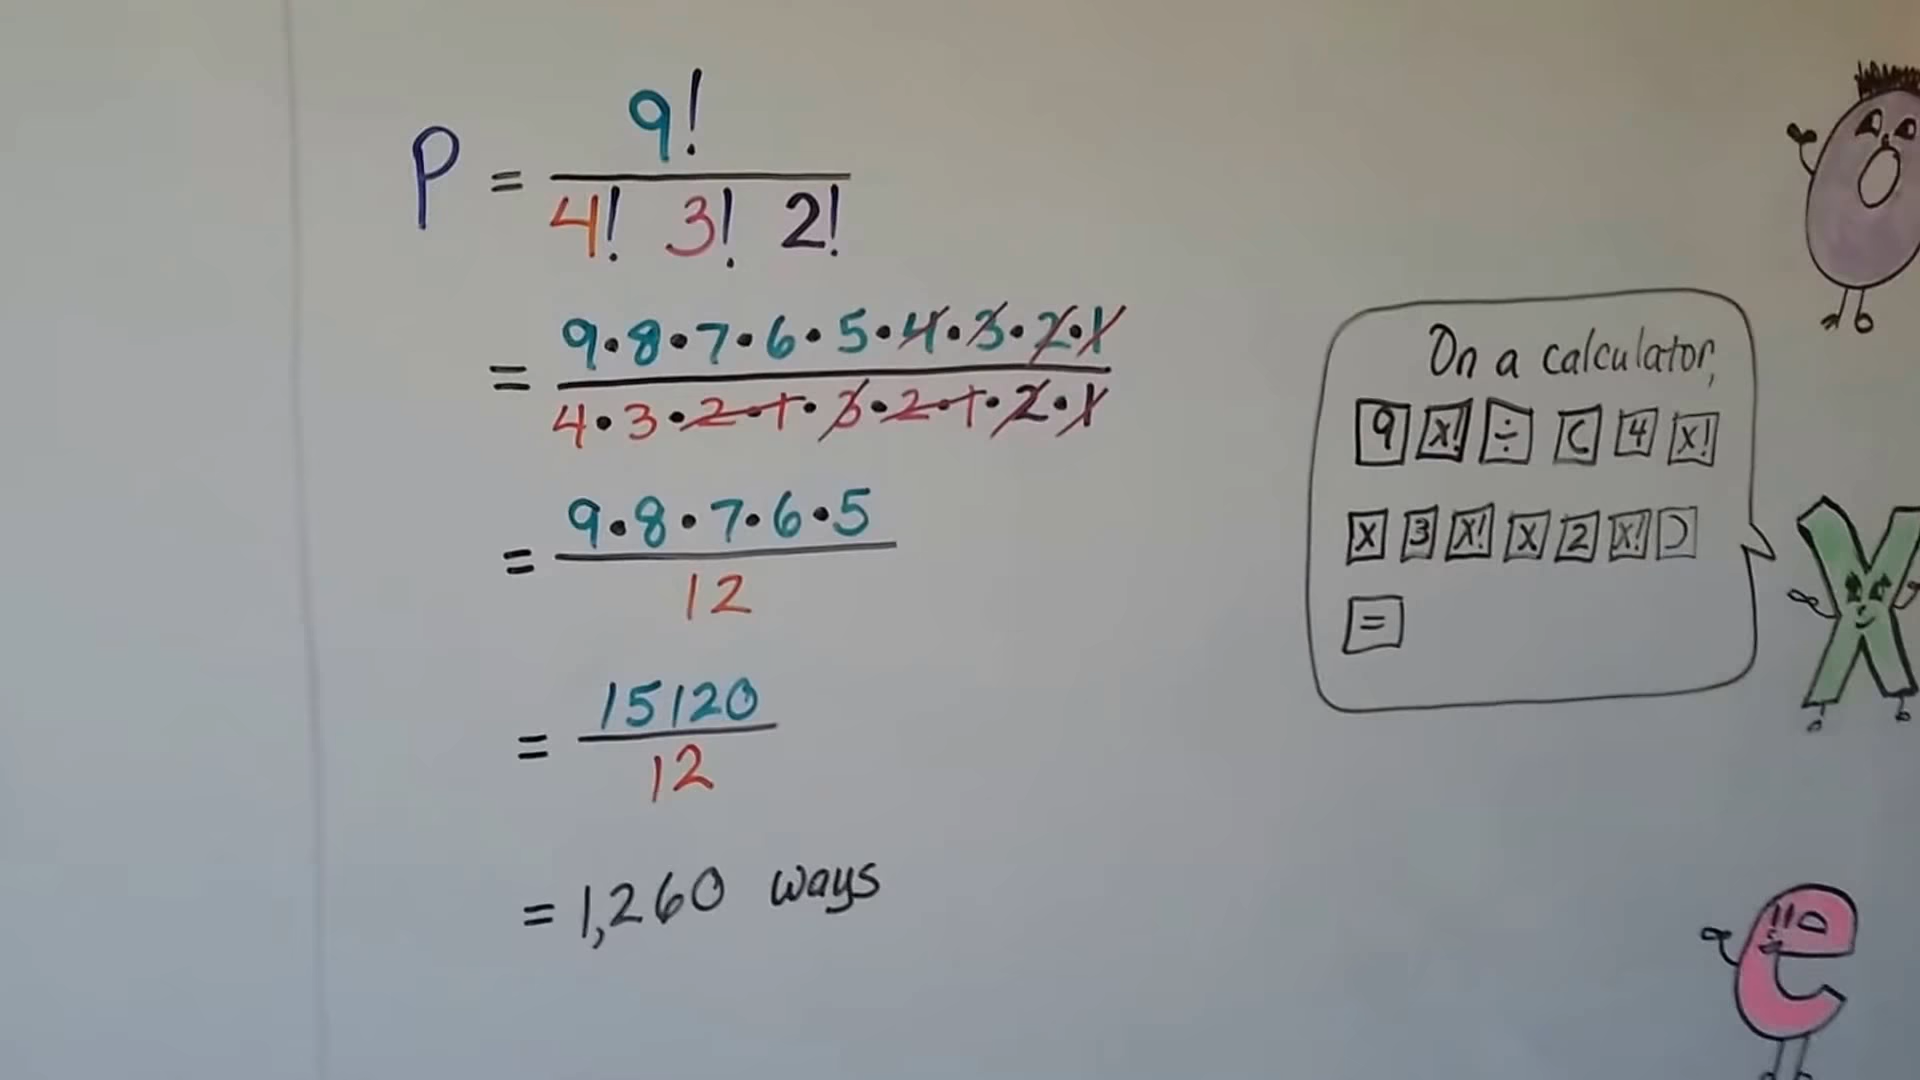 P = 9!
4! 3! 2!
= 9·8·7·6·5·4·3·2·1
4·3·2·1·3·2·1·2·1
= 9·8·7·6·5
12
= 15120
12
= 1,260 ways
On a calculator,
9 x! ÷ ( 4 x!
x 3 x! x 2 x! )
=
X
e